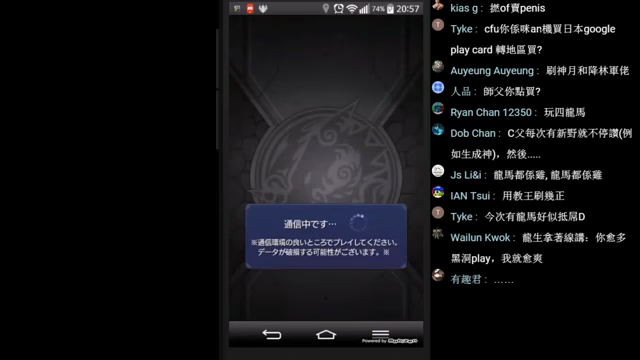 74%
20:57
通信中です…
※通信環境の良いところでプレイしてください。
データが破損する可能性がございます。※
Powered by
kias g : 撚of賣penis
Tyke : cfu你係咪an機買日本google
play card 轉地區買?
Auyeung Auyeung : 刷神月和降林軍佬
人品 : 師父你點買?
Ryan Chan 12350 : 玩四龍馬
Dob Chan : C父每次有新野就不停讚(例
如生成神)，然後.....
Js Li&i : 龍馬都係雞, 龍馬都係雞
IAN Tsui : 用教王刷幾正
Tyke : 今次有龍馬好似抵屌D
Wailun Kwok : 龍生拿著線講：你愈多
黑洞play，我就愈爽
有趣君 : ……